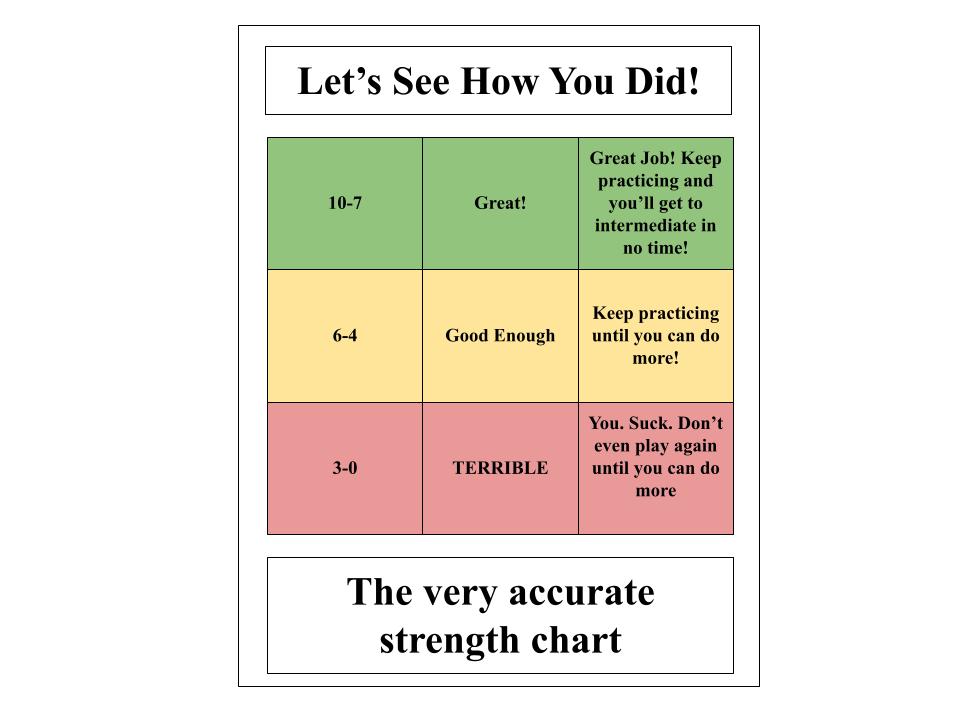 Let’s See How You Did!
10-7
Great!
Great Job! Keep
practicing and
you’ll get to
intermediate in
no time!
6-4
Good Enough
Keep practicing
until you can do
more!
3-0
TERRIBLE
You. Suck. Don’t
even play again
until you can do
more
The very accurate
strength chart